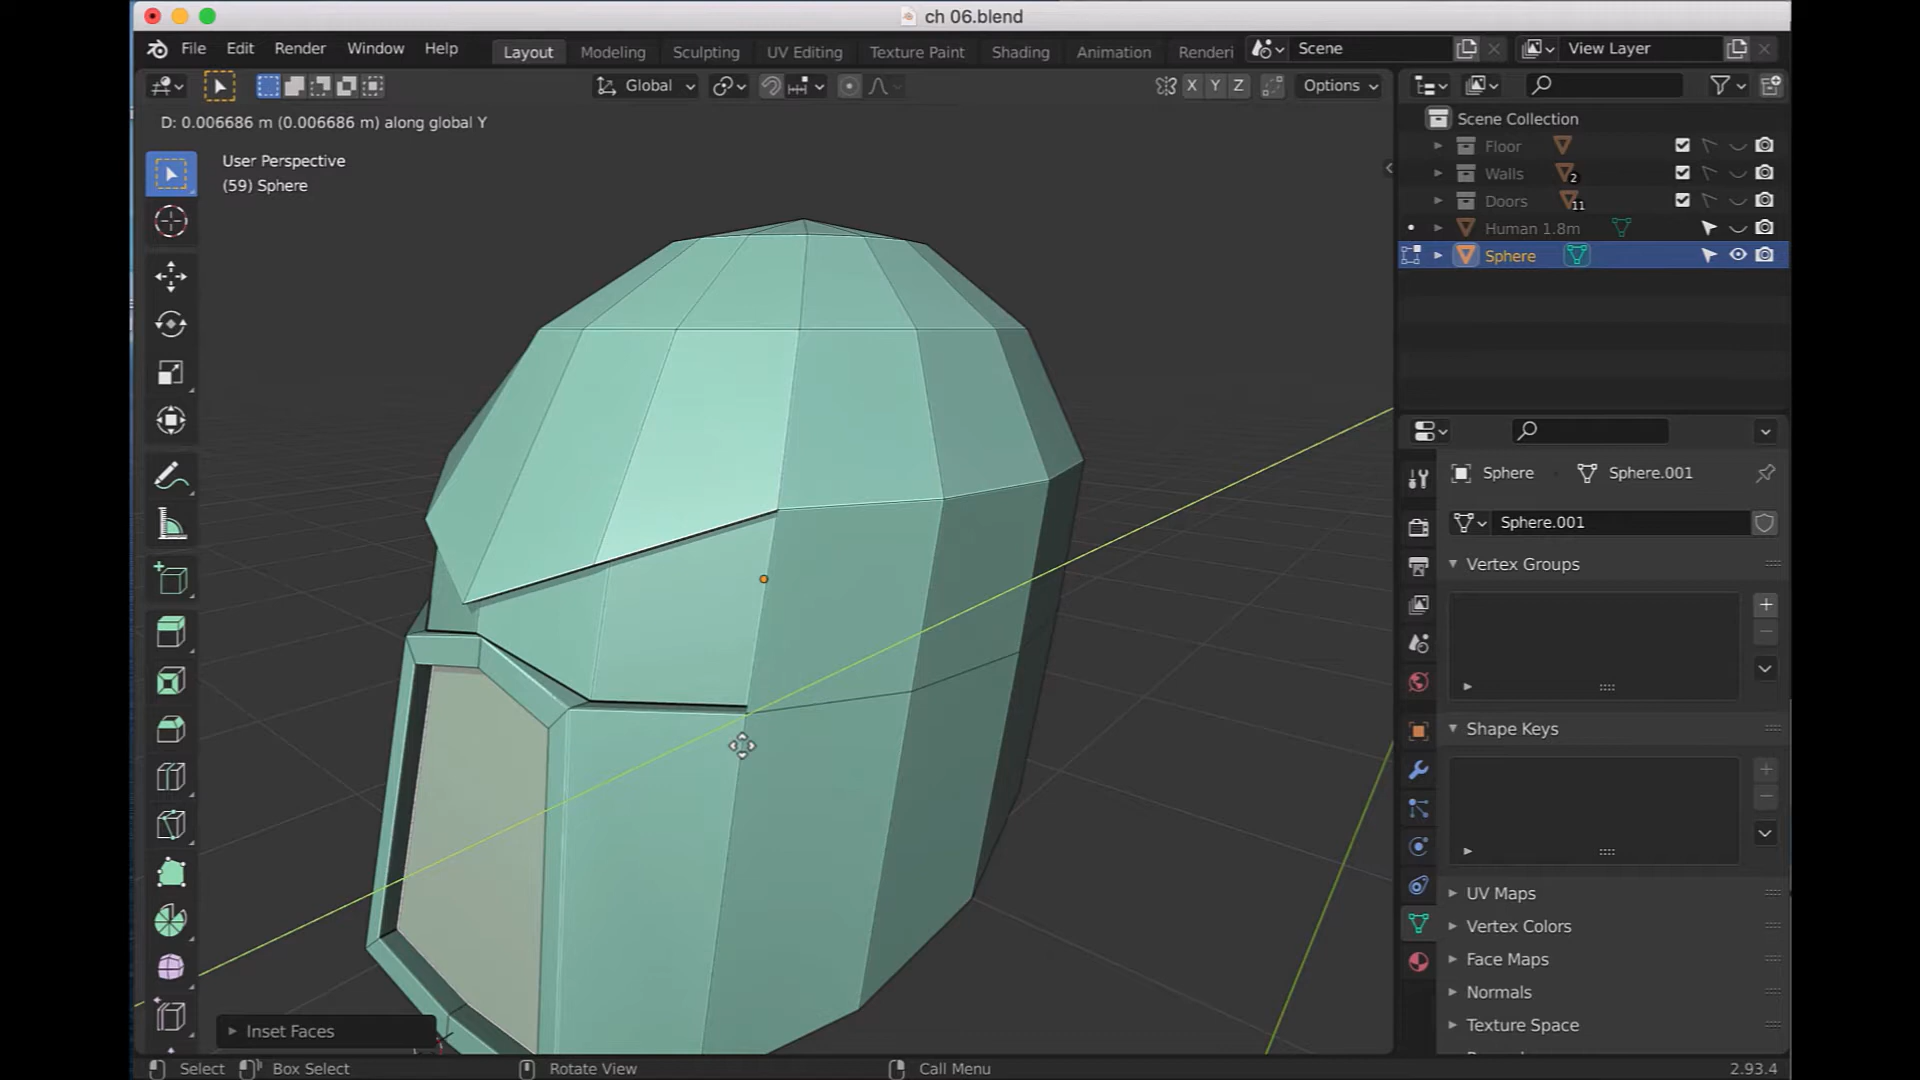 ch 06.blend
File Edit Render Window Help Layout Modeling Sculpting UV Editing Texture Paint Shading Animation Renderi Scene View Layer
Global X Y Z Options
D: 0.006686 m (0.006686 m) along global Y
User Perspective
(59) Sphere
Scene Collection
Floor
Walls 2
Doors 11
Human 1.8m
Sphere
Sphere Sphere.001
Sphere.001
Vertex Groups
Shape Keys
UV Maps
Vertex Colors
Face Maps
Normals
Texture Space
Inset Faces
Select Box Select Rotate View Call Menu 2.93.4